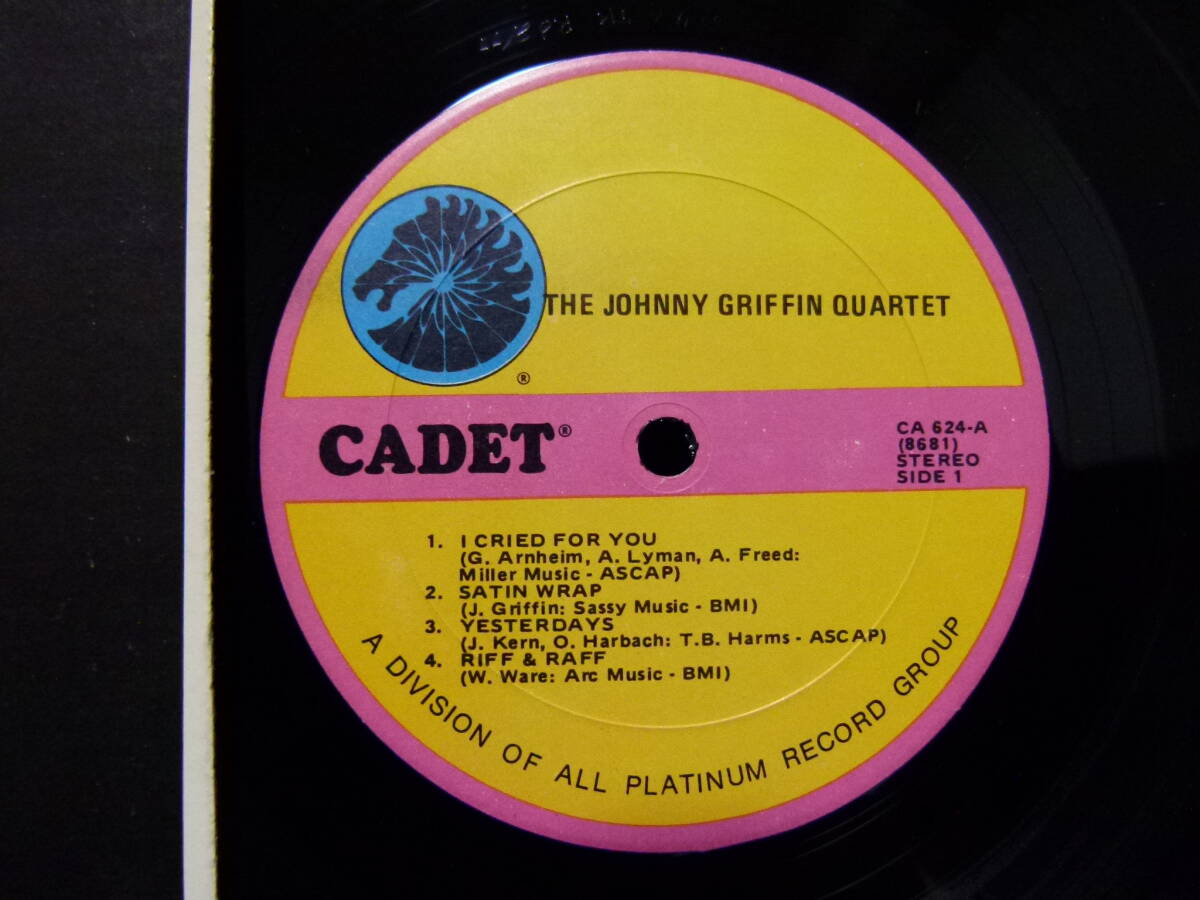 THE JOHNNY GRIFFIN QUARTET
®
CADET®
CA 624-A
(8681)
STEREO
SIDE 1
1. I CRIED FOR YOU
(G. Arnheim, A. Lyman, A. Freed:
Miller Music - ASCAP)
2. SATIN WRAP
(J. Griffin: Sassy Music - BMI)
3. YESTERDAYS
(J. Kern, O. Harbach: T.B. Harms - ASCAP)
4. RIFF & RAFF
(W. Ware: Arc Music - BMI)
A DIVISION OF ALL PLATINUM RECORD GROUP